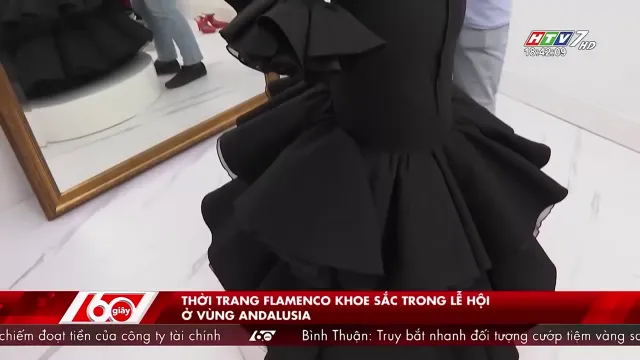 HTV7 HD
18:42:09
THỜI TRANG FLAMENCO KHOE SẮC TRONG LỄ HỘI
Ở VÙNG ANDALUSIA
60 giây
chiếm đoạt tiền của công ty tài chính 60 Bình Thuận: Truy bắt nhanh đối tượng cướp tiệm vàng